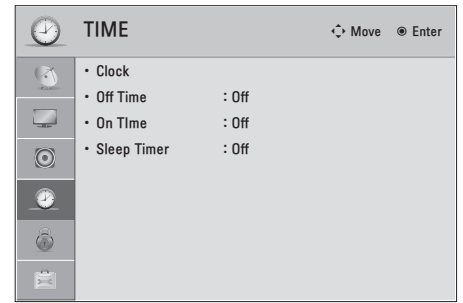 TIME Move Enter
• Clock
• Off Time : Off
• On TIme : Off
• Sleep Timer : Off